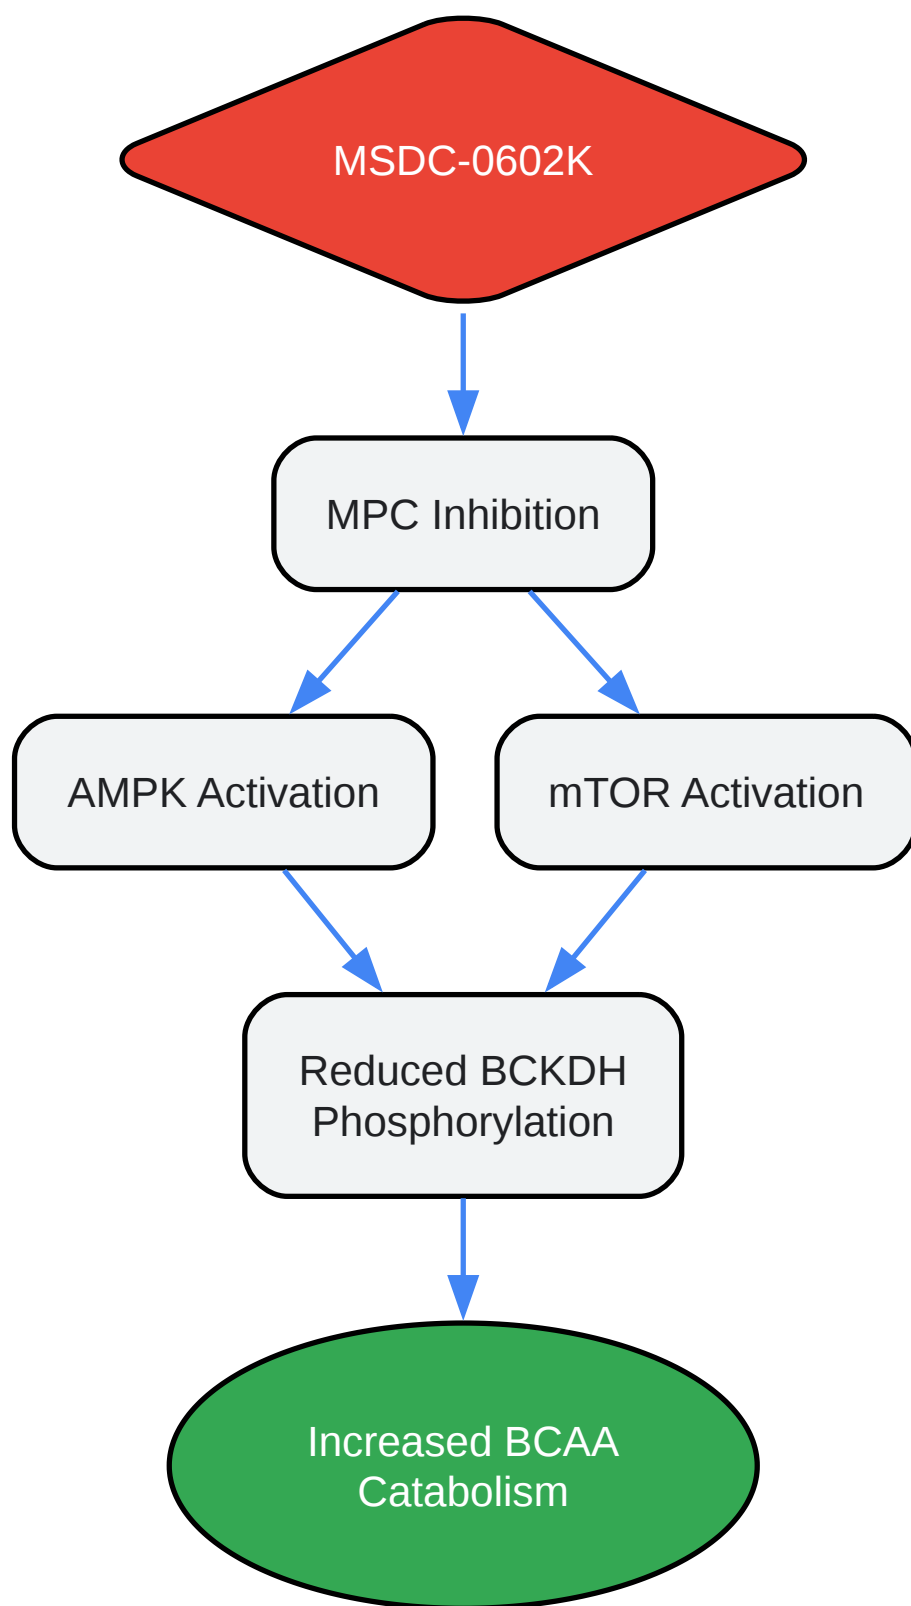 MSDC-0602K
MPC Inhibition
AMPK Activation
mTOR Activation
Reduced BCKDH
Phosphorylation
Increased BCAA
Catabolism